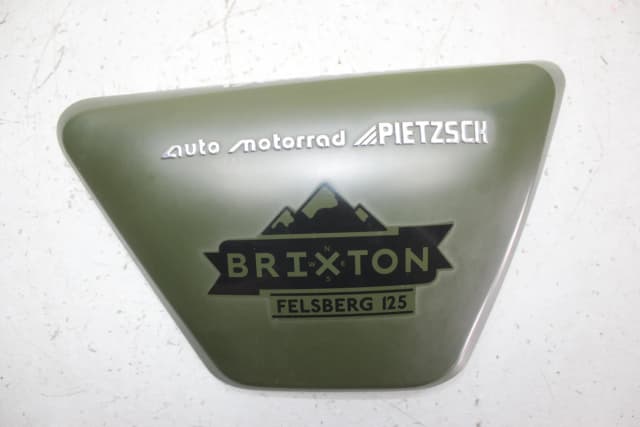 auto motorrad PIETZSCH
N
BRIXTON
W E
S
FELSBERG 125